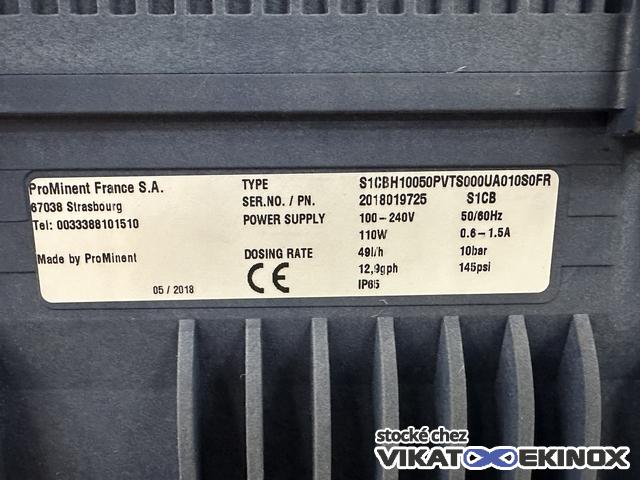 ProMinent France S.A.
67038 Strasbourg
Tel: 0033388101510
Made by ProMinent
05 / 2018
TYPE S1CBH10050PVTS000UA010S0FR
SER.NO. / PN. 2018019725 S1CB
POWER SUPPLY 100-240V 50/60Hz
110W 0.6-1.5A
DOSING RATE 49l/h 10bar
12,9gph 145psi
CE IP65
stocké chez
VIKATO EKINOX